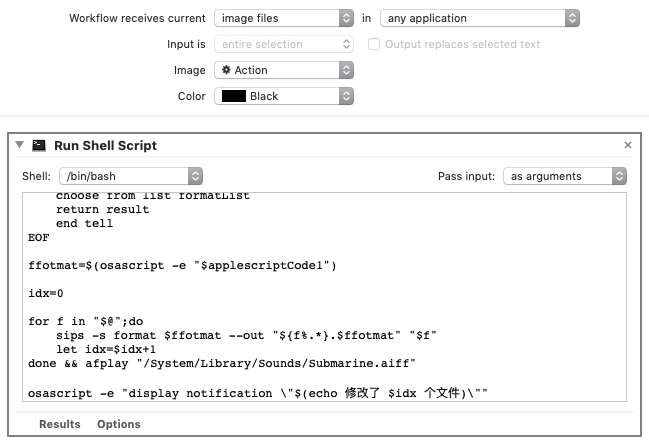 Workflow receives current image files in any application
Input is entire selection Output replaces selected text
Image Action
Color Black
Run Shell Script
Shell: /bin/bash Pass input: as arguments
choose from list formatList
return result
end tell
EOF
ffotmat=$(osascript -e "$applescriptCode1")
idx=0
for f in "$@";do
sips -s format $ffotmat --out "${f%.*}.$ffotmat" "$f"
let idx=$idx+1
done && afplay "/System/Library/Sounds/Submarine.aiff"
osascript -e "display notification \"$(echo 修改了 $idx 个文件)\""
Results Options